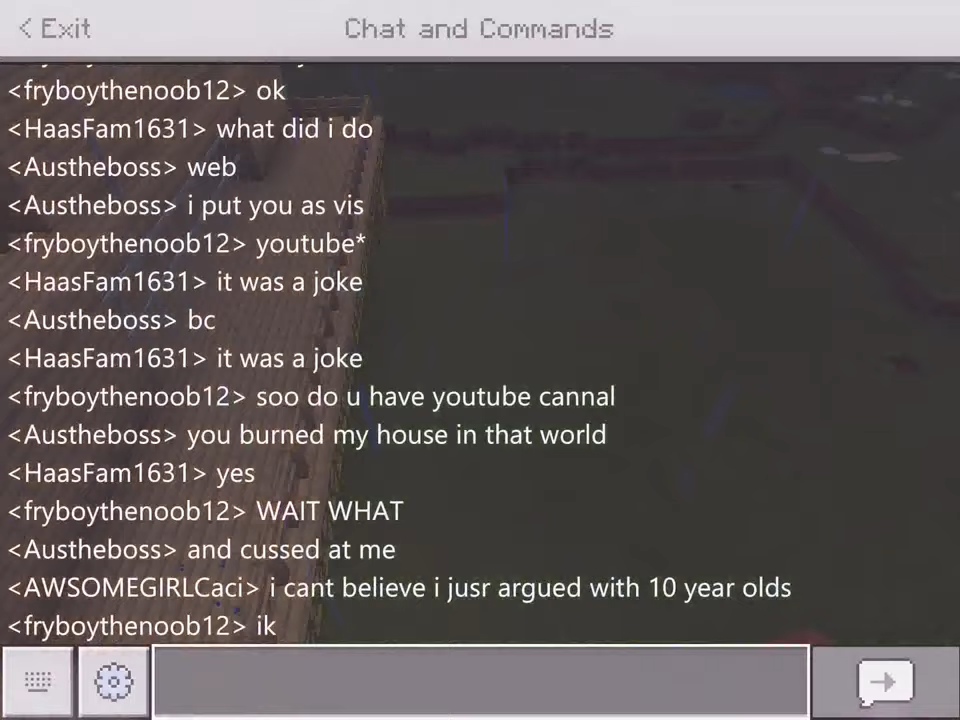 < Exit
Chat and Commands
<fryboythenoob12> ok
<HaasFam1631> what did i do
<Austheboss> web
<Austheboss> i put you as vis
<fryboythenoob12> youtube*
<HaasFam1631> it was a joke
<Austheboss> bc
<HaasFam1631> it was a joke
<fryboythenoob12> soo do u have youtube cannal
<Austheboss> you burned my house in that world
<HaasFam1631> yes
<fryboythenoob12> WAIT WHAT
<Austheboss> and cussed at me
<AWSOMEGIRLCaci> i cant believe i jusr argued with 10 year olds
<fryboythenoob12> ik